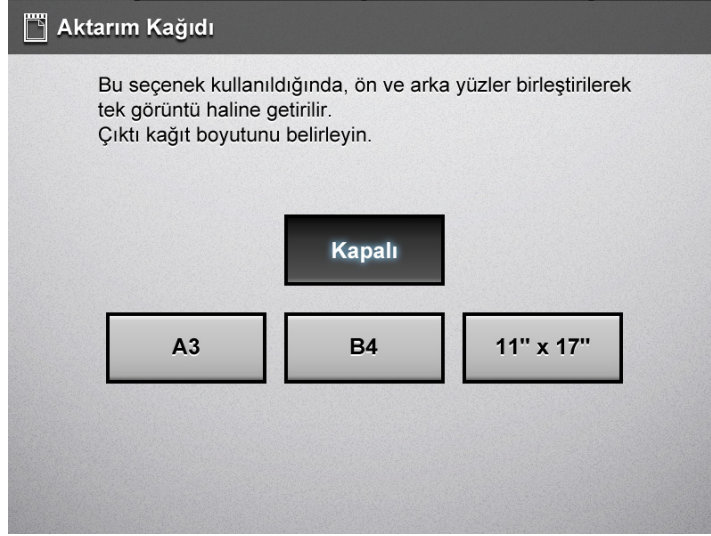 Aktarım Kağıdı
Bu seçenek kullanıldığında, ön ve arka yüzler birleştirilerek
tek görüntü haline getirilir.
Çıktı kağıt boyutunu belirleyin.
Kapalı
A3
B4
11" x 17"